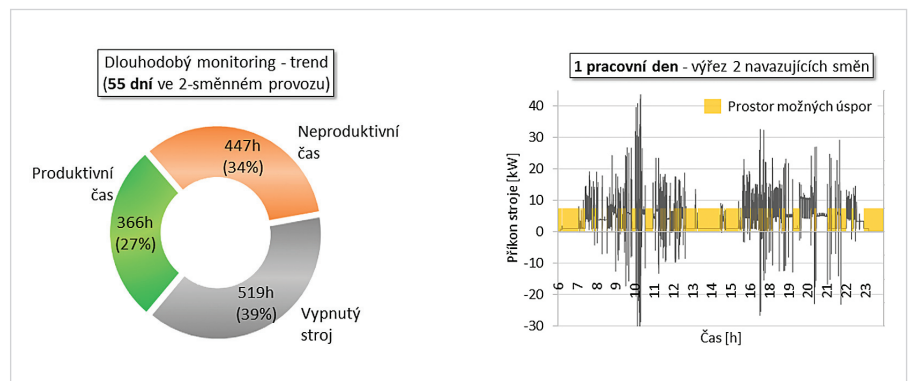 Dlouhodobý monitoring - trend
(55 dní ve 2-směnném provozu)
Neproduktivní
čas
447h
(34%)
Produktivní
čas
366h
(27%)
519h
(39%)
Vypnutý
stroj
1 pracovní den - výřez 2 navazujících směn
Prostor možných úspor
Příkon stroje [kW]
40
30
20
10
0
-10
-20
-30
6 7 8 9 10 11 12 13 14 15 16 18 19 20 21 22 23
Čas [h]